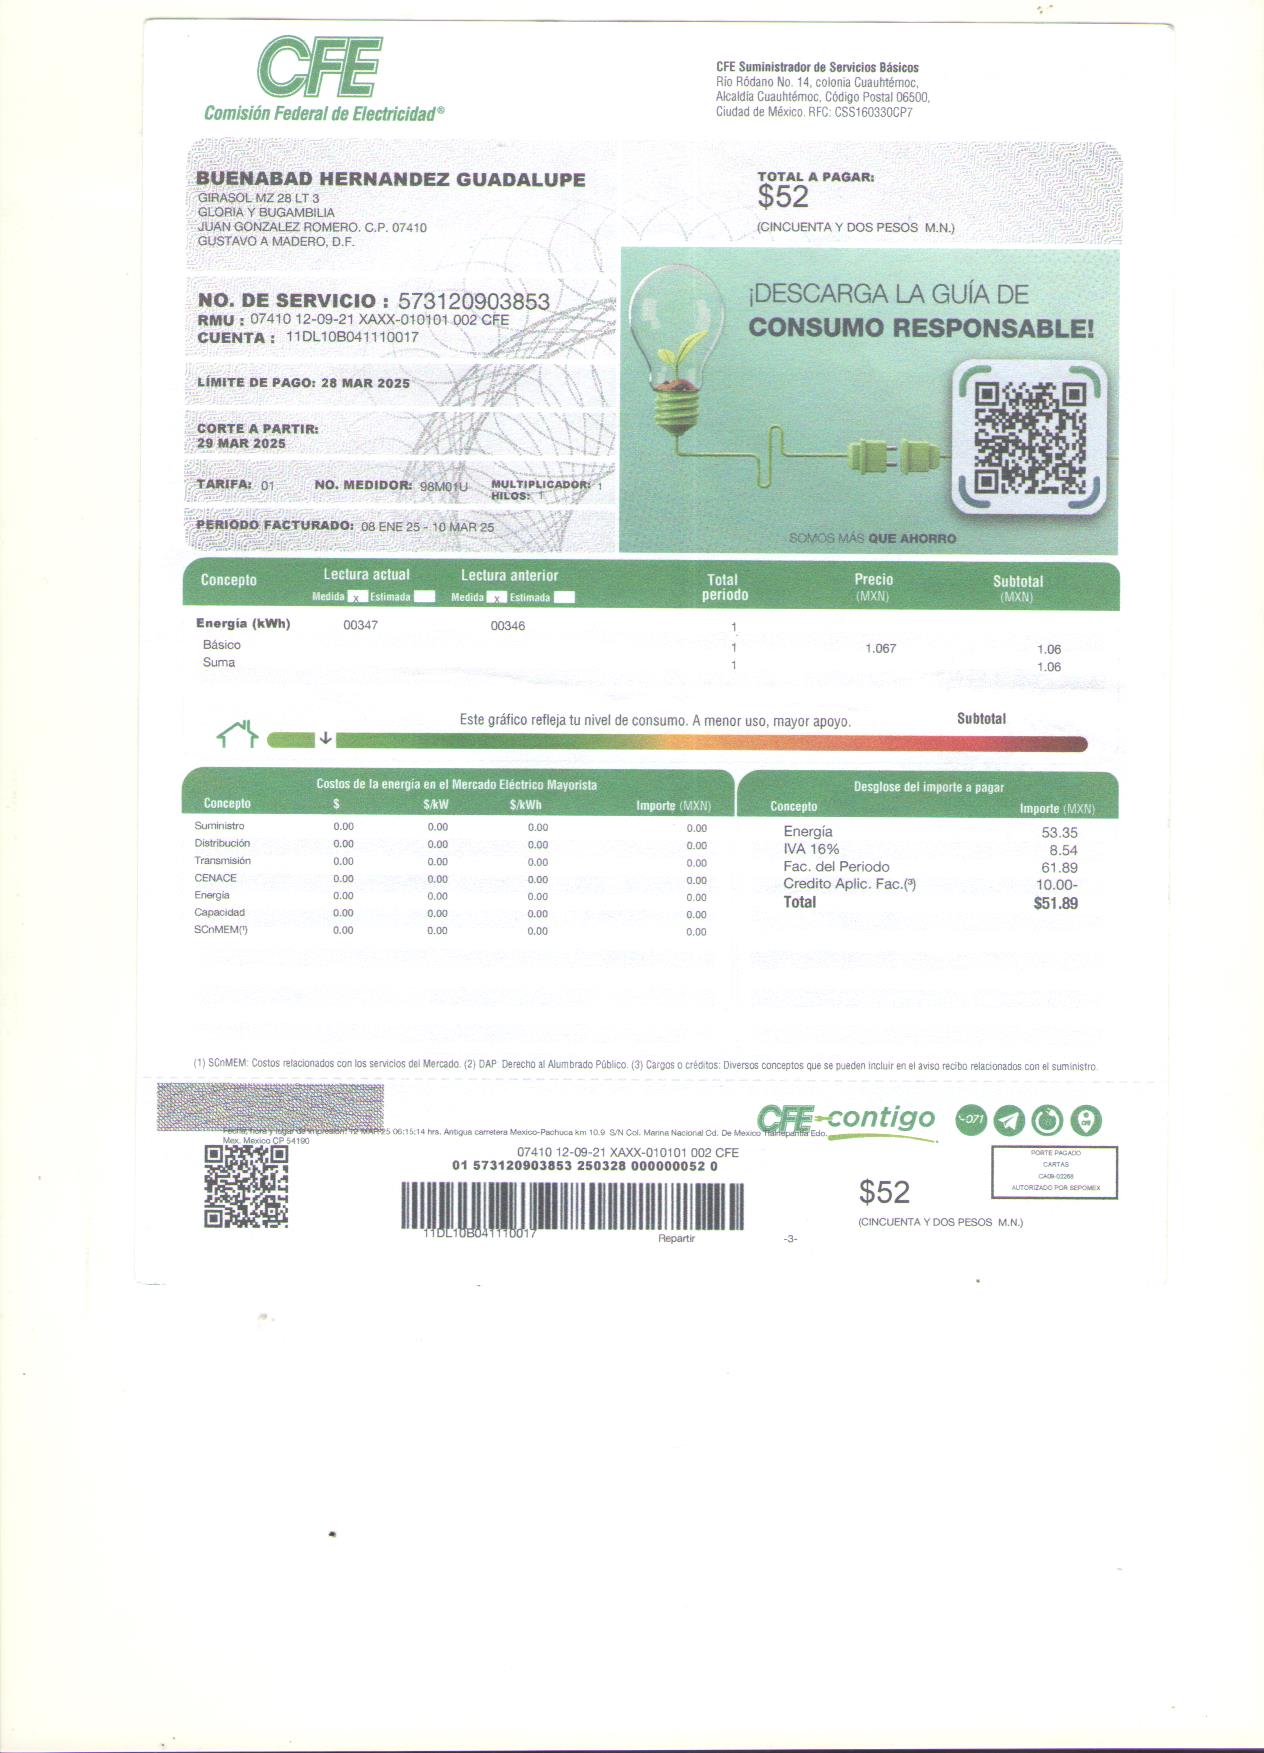 CFE
Comisión Federal de Electricidad®
CFE Suministrador de Servicios Básicos
Río Ródano No. 14, colonia Cuauhtémoc,
Alcaldía Cuauhtémoc, Código Postal 06500,
Ciudad de México. RFC: CSS160330CP7
BUENABAD HERNANDEZ GUADALUPE
GIRASOL MZ 28 LT 3
GLORIA Y BUGAMBILIA
JUAN GONZALEZ ROMERO. C.P. 07410
GUSTAVO A MADERO, D.F.
TOTAL A PAGAR:
$52
(CINCUENTA Y DOS PESOS M.N.)
NO. DE SERVICIO : 573120903853
RMU : 07410 12-09-21 XAXX-010101 002 CFE
CUENTA : 11DL10B041110017
LÍMITE DE PAGO: 28 MAR 2025
CORTE A PARTIR:
29 MAR 2025
TARIFA: 01 NO. MEDIDOR: 98M01U MULTIPLICADOR: 1
HILOS: 1
PERIODO FACTURADO: 08 ENE 25 - 10 MAR 25
¡DESCARGA LA GUÍA DE
CONSUMO RESPONSABLE!
SOMOS MÁS QUE AHORRO
Concepto Lectura actual Lectura anterior Total periodo Precio (MXN) Subtotal (MXN)
Medida x Estimada Medida x Estimada
Energía (kWh) 00347 00346 1
Básico 1 1.067 1.06
Suma 1 1.06
Este gráfico refleja tu nivel de consumo. A menor uso, mayor apoyo. Subtotal
Costos de la energía en el Mercado Eléctrico Mayorista
Concepto $ $/kW $/kWh Importe (MXN)
Suministro 0.00 0.00 0.00 0.00
Distribución 0.00 0.00 0.00 0.00
Transmisión 0.00 0.00 0.00 0.00
CENACE 0.00 0.00 0.00 0.00
Energía 0.00 0.00 0.00 0.00
Capacidad 0.00 0.00 0.00 0.00
SCnMEM(¹) 0.00 0.00 0.00 0.00
Desglose del importe a pagar
Concepto Importe (MXN)
Energía 53.35
IVA 16% 8.54
Fac. del Periodo 61.89
Credito Aplic. Fac.(³) 10.00-
Total $51.89
(1) SCnMEM: Costos relacionados con los servicios del Mercado. (2) DAP: Derecho al Alumbrado Público. (3) Cargos o créditos: Diversos conceptos que se pueden incluir en el aviso recibo relacionados con el suministro.
CFE contigo
071
Fecha, hora y lugar de impresión: 12 MAR 25 06:15:14 hrs. Antigua carretera Mexico-Pachuca km 10.9 S/N Col. Marina Nacional Cd. De Mexico Tlalnepantla Edo.
Mex. Mexico CP 54190
07410 12-09-21 XAXX-010101 002 CFE
01 573120903853 250328 000000052 0
11DL10B041110017
Repartir
-3-
$52
(CINCUENTA Y DOS PESOS M.N.)
PORTE PAGADO
CARTAS
CA09-02268
AUTORIZADO POR SEPOMEX